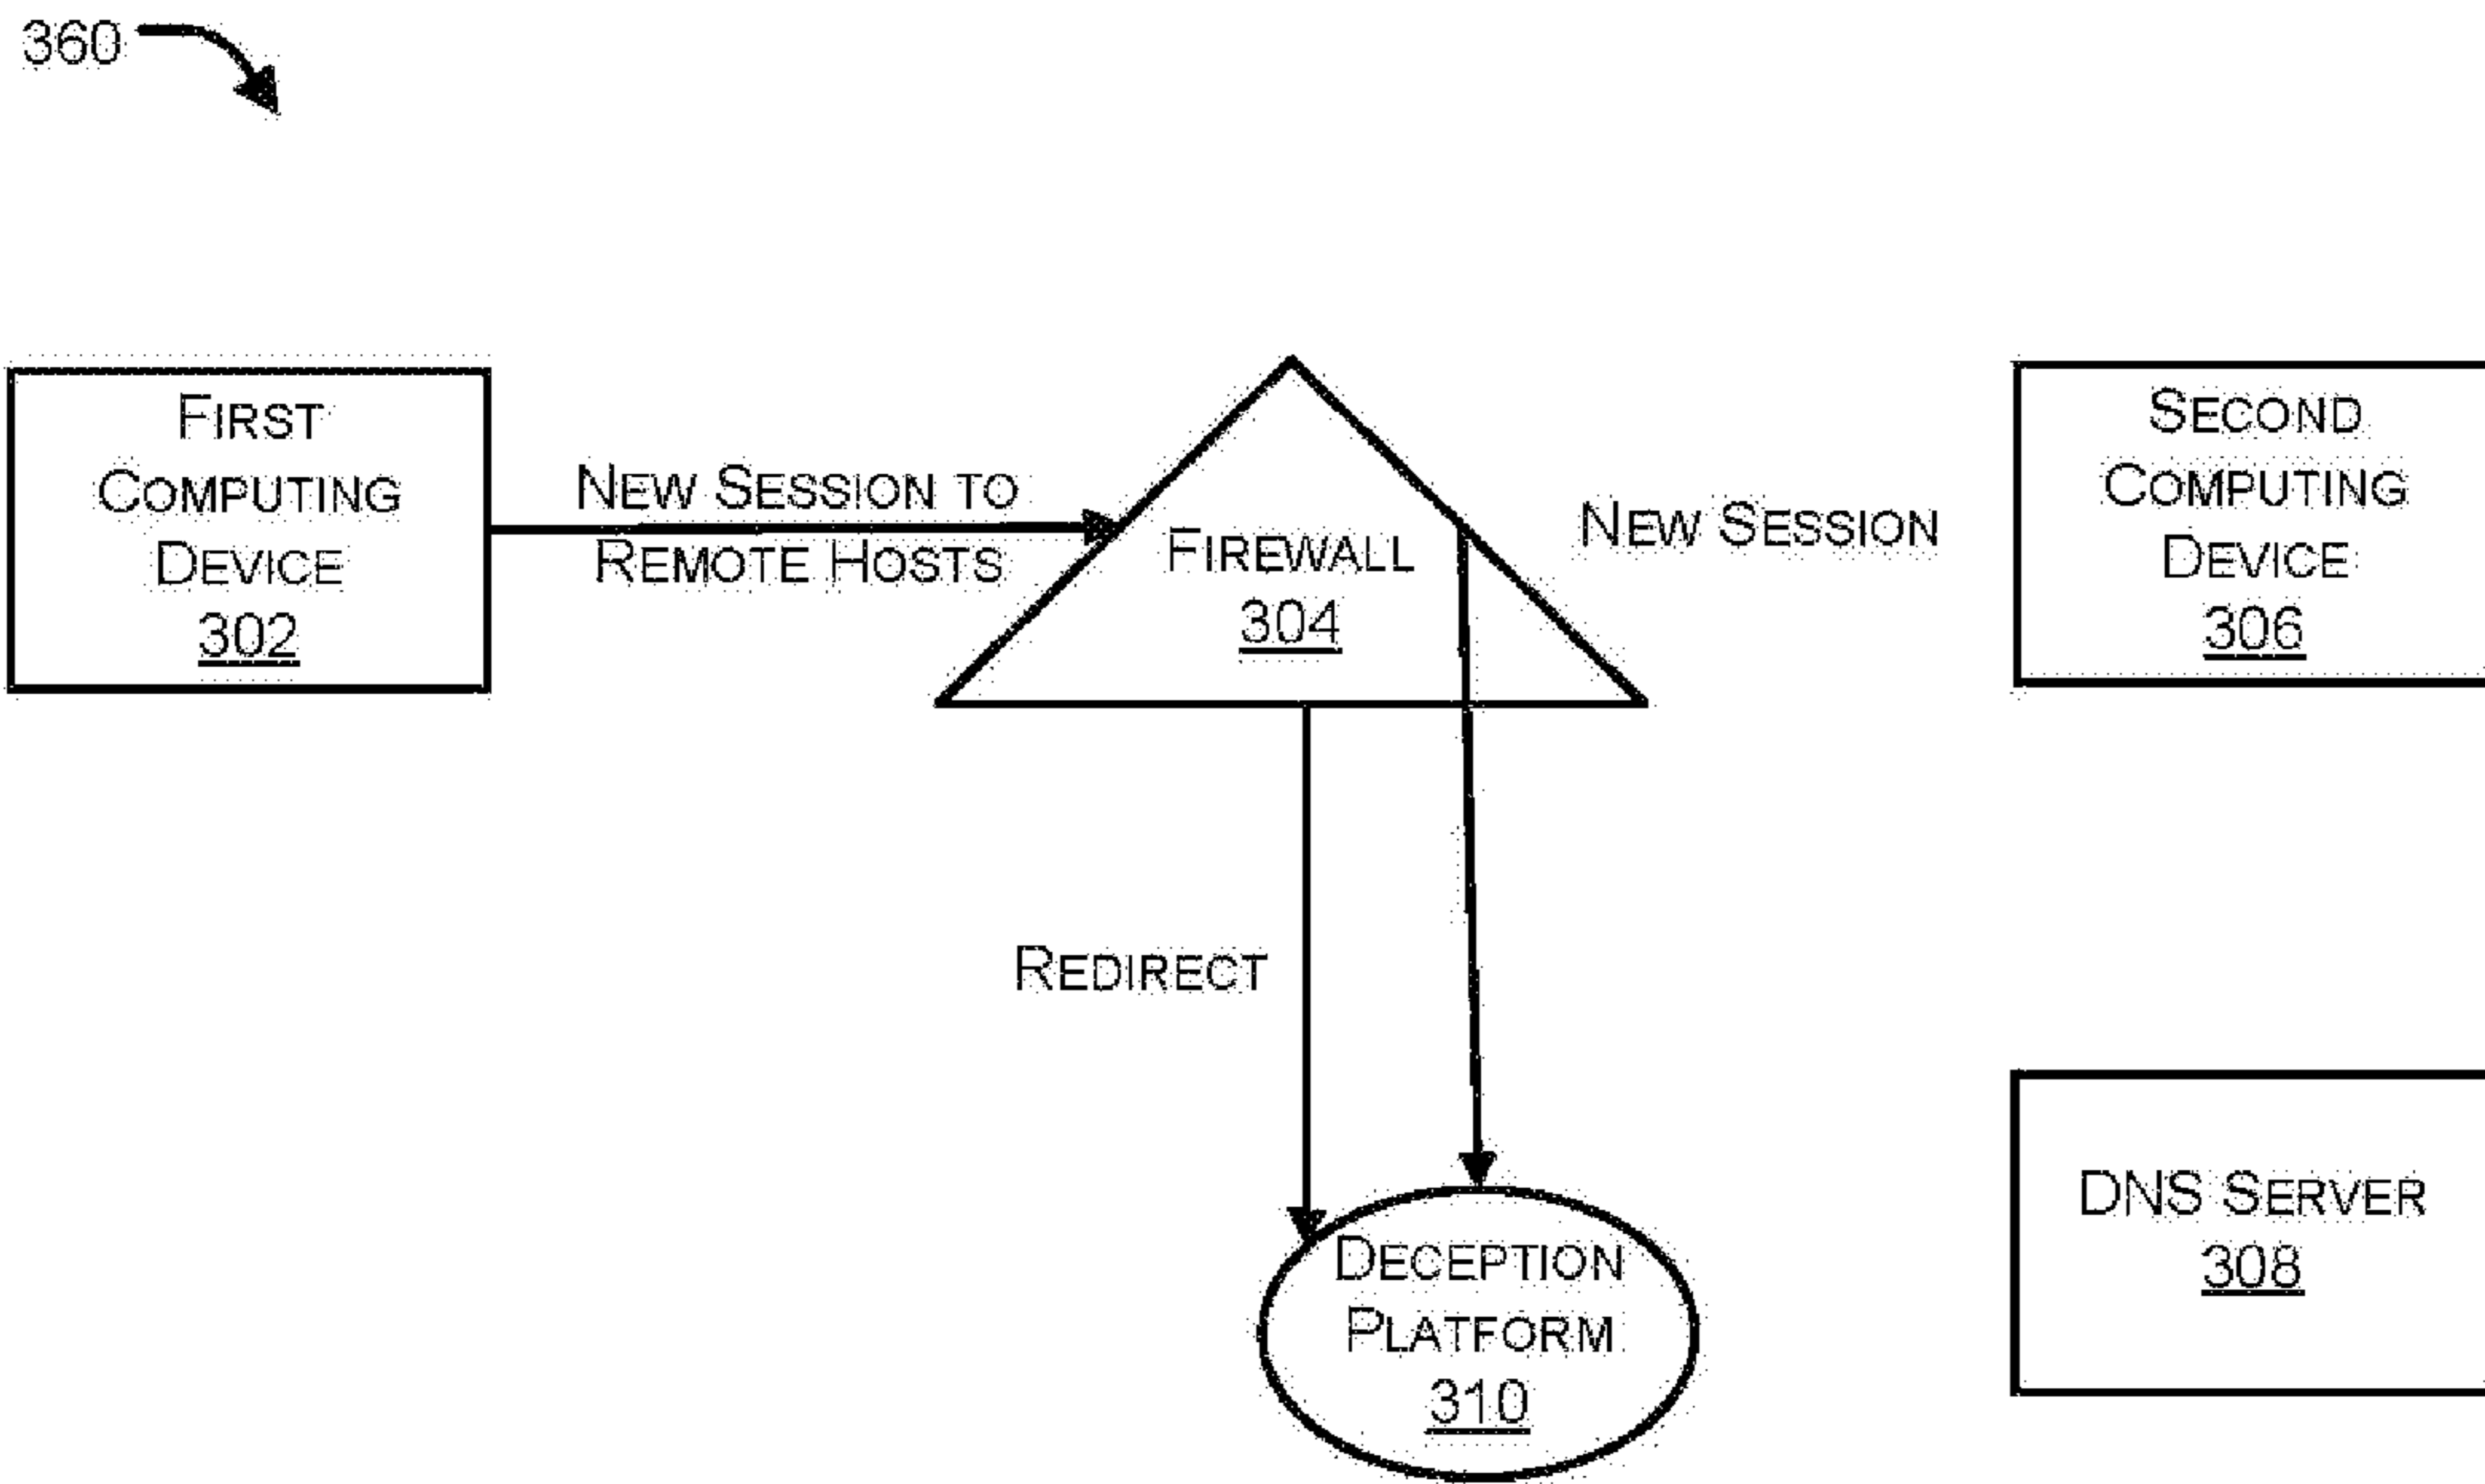 360
FIRST
COMPUTING
DEVICE
302
NEW SESSION TO
REMOTE HOSTS
FIREWALL
304
NEW SESSION
SECOND
COMPUTING
DEVICE
306
REDIRECT
DECEPTION
PLATFORM
310
DNS SERVER
308